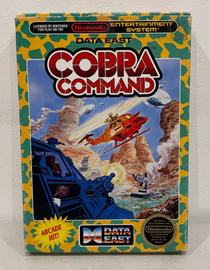 LICENSED BY NINTENDO
FOR PLAY ON THE
Nintendo
ENTERTAINMENT
SYSTEM
DATA EAST
COBRA
COMMAND
ARCADE
HIT!
DATA
EAST